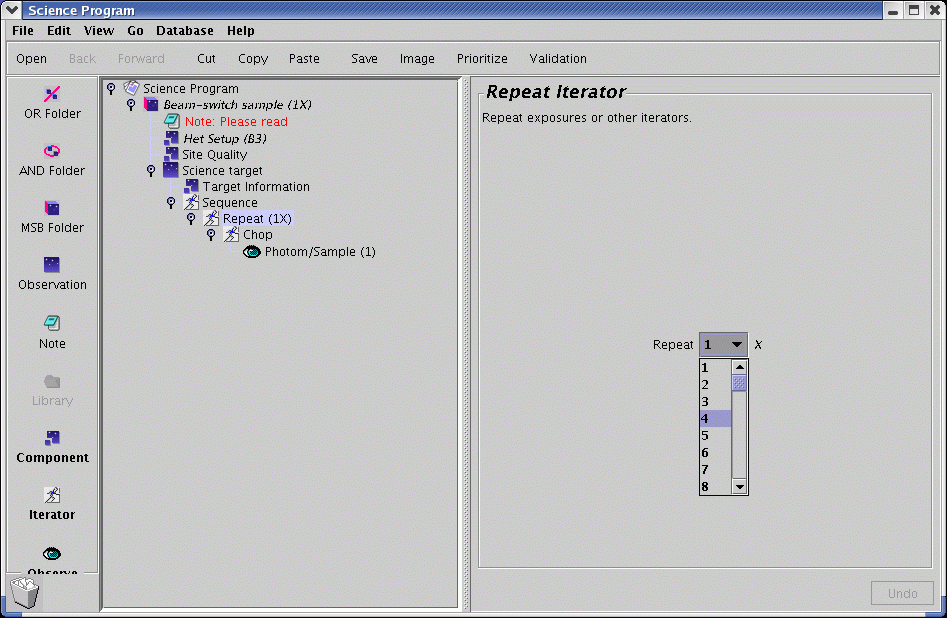 Science Program
File Edit View Go Database Help
Open Back Forward Cut Copy Paste Save Image Prioritize Validation
OR Folder
AND Folder
MSB Folder
Observation
Note
Library
Component
Iterator
Observe
Science Program
Beam-switch sample (1X)
Note: Please read
Het Setup (B3)
Site Quality
Science target
Target Information
Sequence
Repeat (1X)
Chop
Photom/Sample (1)
Repeat Iterator
Repeat exposures or other iterators.
Repeat 1 X
1
2
3
4
5
6
7
8
Undo